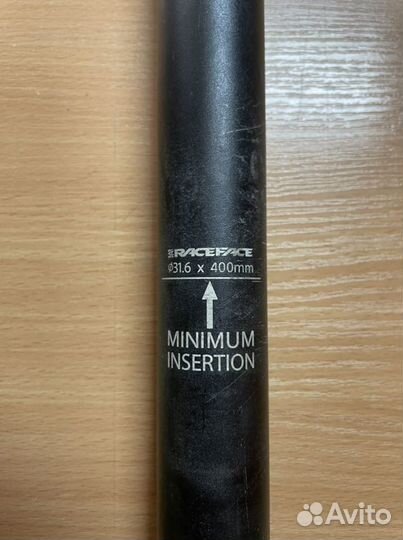 RACEFACE
Ø31.6 x 400mm
MINIMUM
INSERTION
Avito